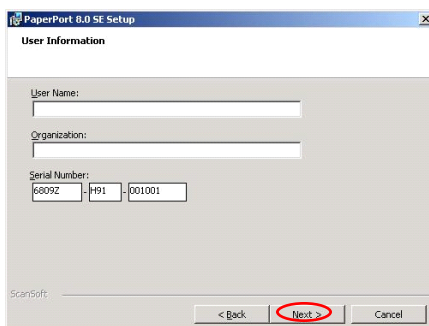 PaperPort 8.0 SE Setup
User Information
User Name:
Organization:
Serial Number:
6809Z - H91 - 001001
ScanSoft
< Back Next > Cancel